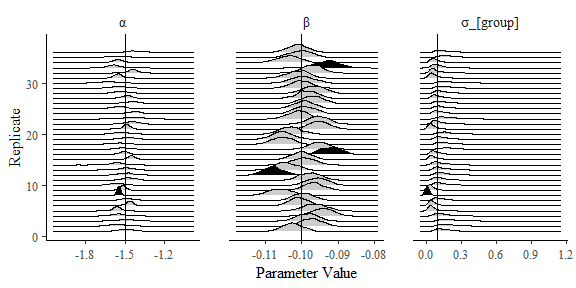 α β σ_[group]
Replicate
30
20
10
0
-1.8 -1.5 -1.2 -0.11 -0.10 -0.09 -0.08 0.0 0.3 0.6 0.9 1.2
Parameter Value